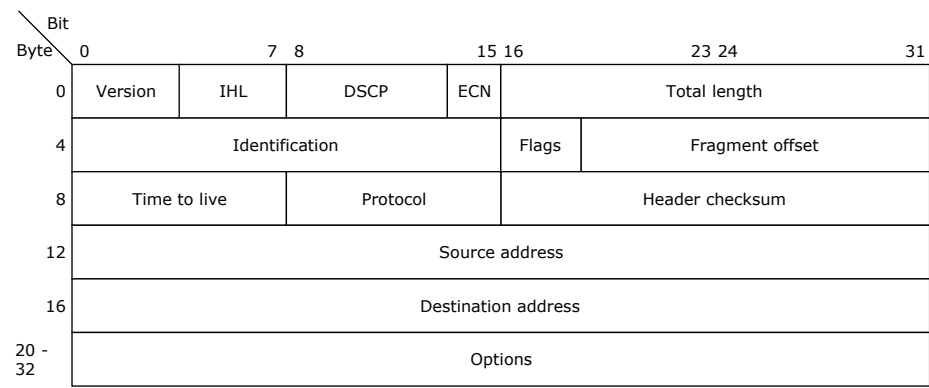 Bit
Byte 0 7 8 15 16 23 24 31
0 Version IHL DSCP ECN Total length
4 Identification Flags Fragment offset
8 Time to live Protocol Header checksum
12 Source address
16 Destination address
20 -
32 Options